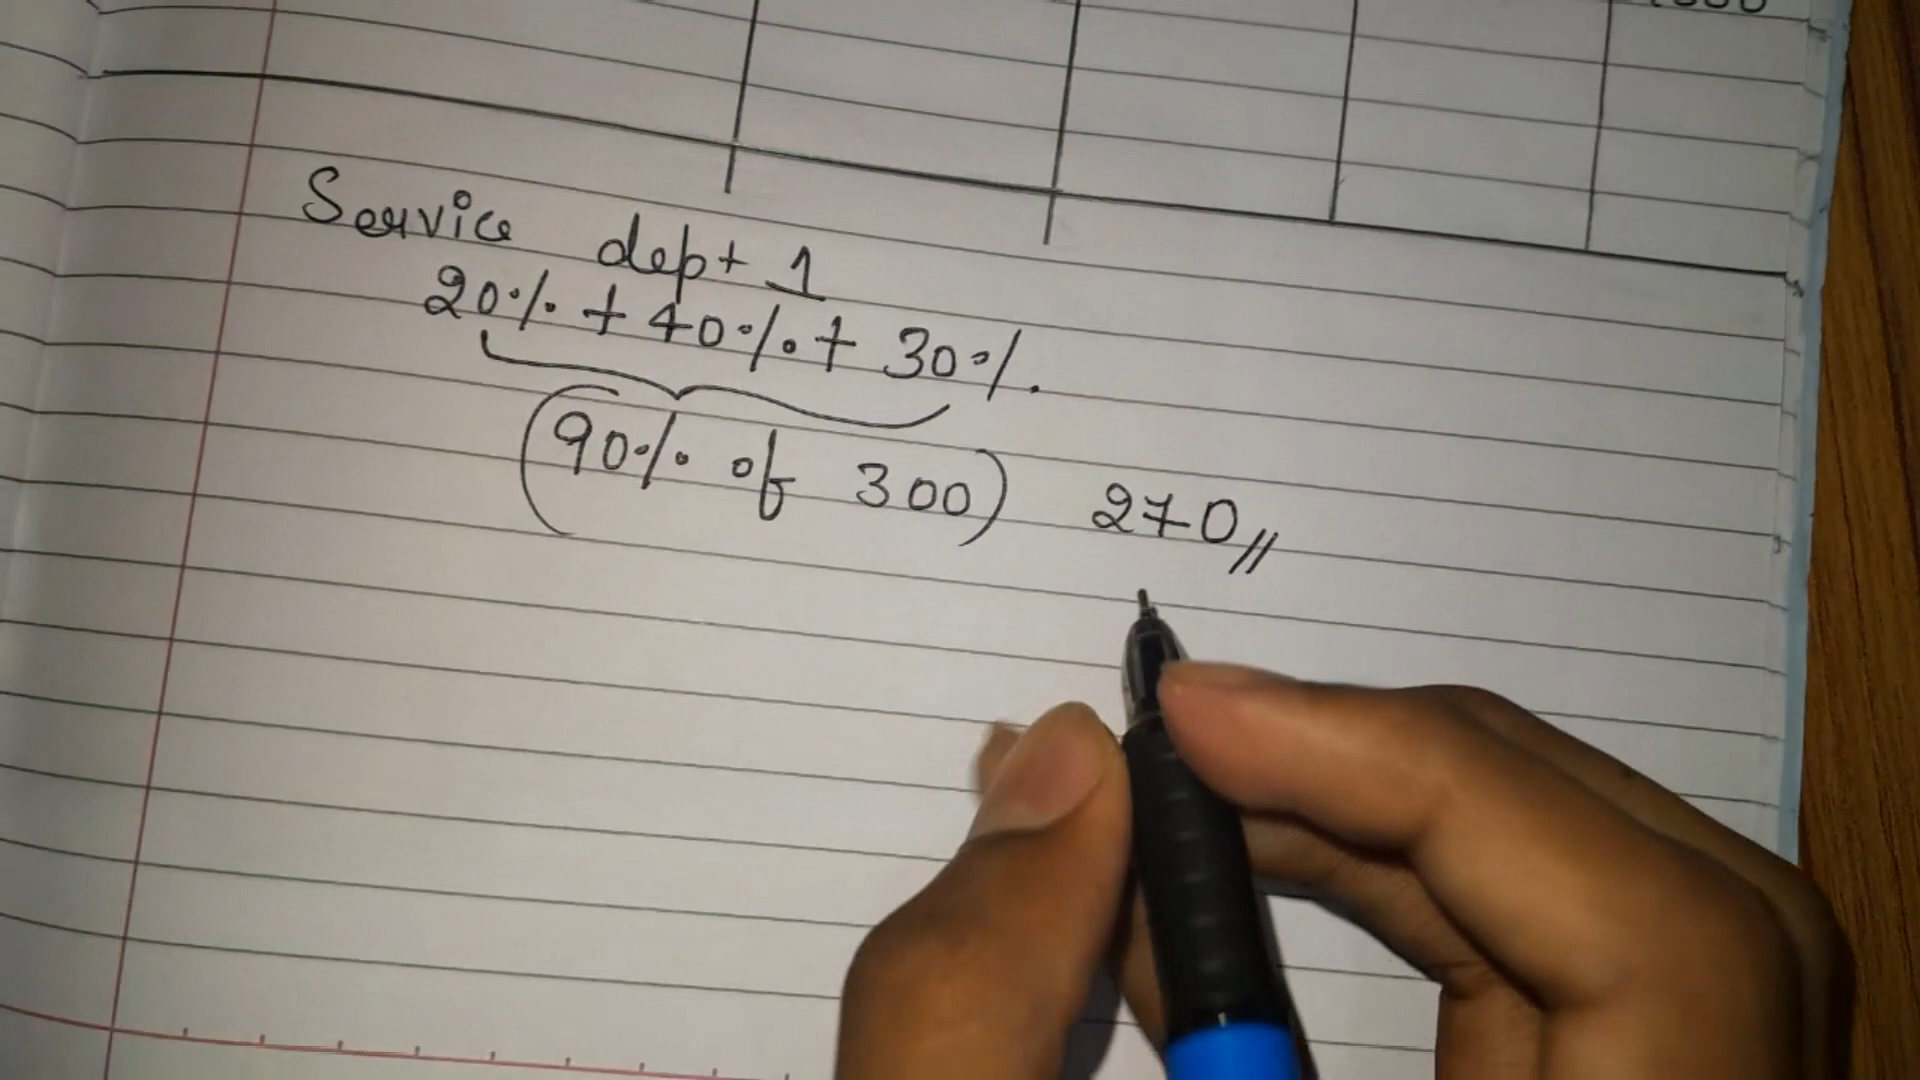 Service dept 1
20% + 40% + 30%.
(90% of 300) 270//